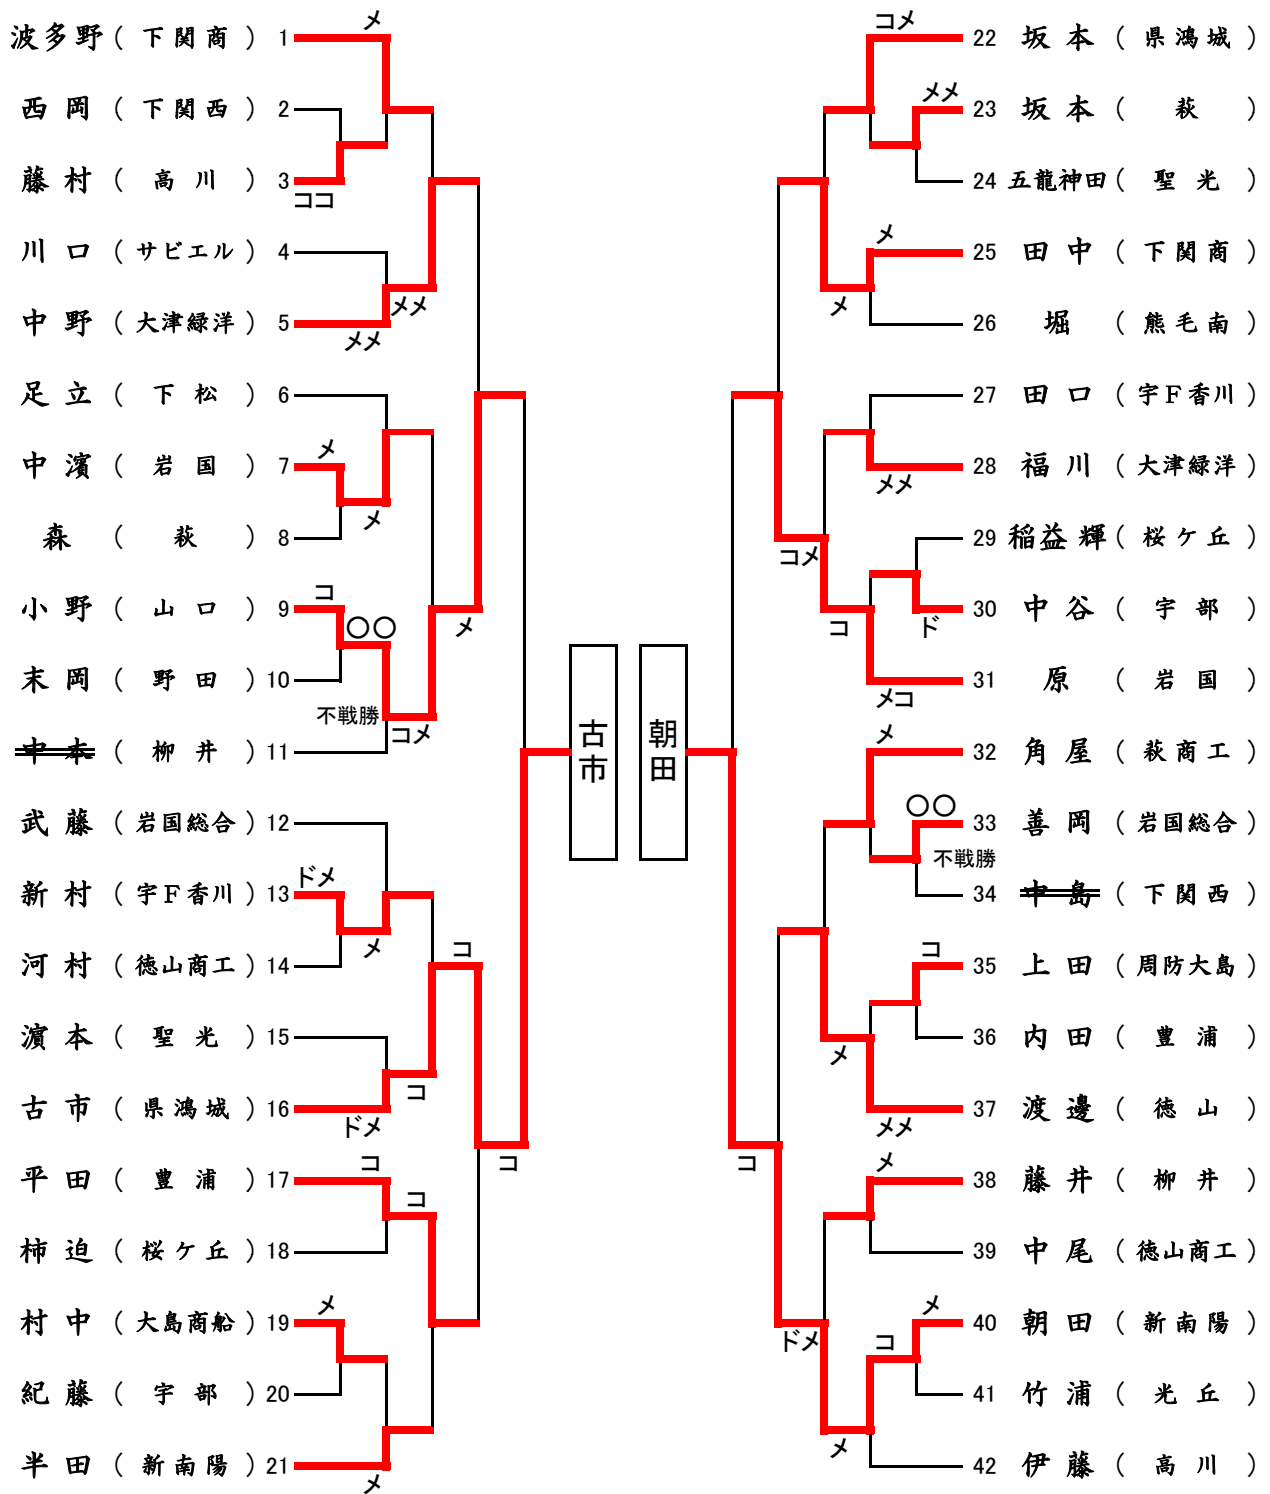 メ
波多野 ( 下関商 ) 1
西岡 ( 下関西 ) 2
藤村 ( 高川 ) 3
ココ
川口 ( サビエル ) 4
メメ
中野 ( 大津緑洋 ) 5
メメ
足立 ( 下松 ) 6
メ
中濱 ( 岩国 ) 7
メ
森 ( 萩 ) 8
コ
小野 ( 山口 ) 9
〇〇
メ
末岡 ( 野田 ) 10
不戦勝
コメ
中本 ( 柳井 ) 11
武藤 ( 岩国総合 ) 12
ドメ
新村 ( 宇F香川 ) 13
メ
コ
河村 ( 徳山商工 ) 14
濵本 ( 聖光 ) 15
コ
古市 ( 県鴻城 ) 16
ドメ
コ
コ
平田 ( 豊浦 ) 17
コ
柿迫 ( 桜ケ丘 ) 18
メ
村中 ( 大島商船 ) 19
紀藤 ( 宇部 ) 20
半田 ( 新南陽 ) 21
メ
古市
朝田
コメ
22 坂本 ( 県鴻城 )
メメ
23 坂本 ( 萩 )
24 五龍神田 ( 聖光 )
メ
25 田中 ( 下関商 )
メ
26 堀 ( 熊毛南 )
27 田口 ( 宇F香川 )
28 福川 ( 大津緑洋 )
メメ
29 稲益輝 ( 桜ケ丘 )
コメ
30 中谷 ( 宇部 )
コ
ド
31 原 ( 岩国 )
メコ
メ
32 角屋 ( 萩商工 )
〇〇
33 善岡 ( 岩国総合 )
不戦勝
34 中島 ( 下関西 )
コ
35 上田 ( 周防大島 )
36 内田 ( 豊浦 )
メ
37 渡邊 ( 徳山 )
メメ
コ
メ
38 藤井 ( 柳井 )
39 中尾 ( 徳山商工 )
メ
40 朝田 ( 新南陽 )
ドメ
コ
41 竹浦 ( 光丘 )
メ
42 伊藤 ( 高川 )